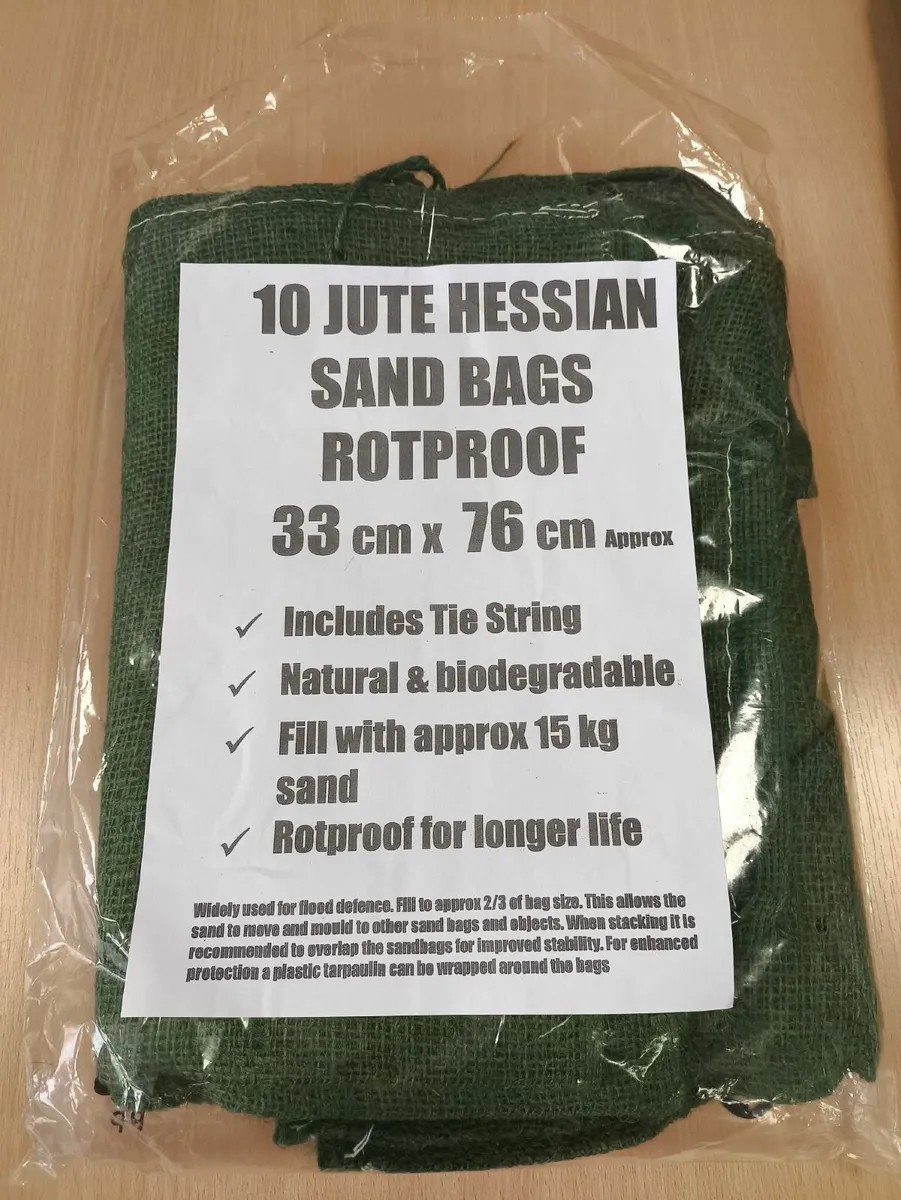 10 JUTE HESSIAN
SAND BAGS
ROTPROOF
33 cm x 76 cm Approx
✓ Includes Tie String
✓ Natural & biodegradable
✓ Fill with approx 15 kg
sand
✓ Rotproof for longer life
Widely used for flood defence. Fill to approx 2/3 of bag size. This allows the
sand to move and mould to other sand bags and objects. When stacking it is
recommended to overlap the sandbags for improved stability. For enhanced
protection a plastic tarpaulin can be wrapped around the bags